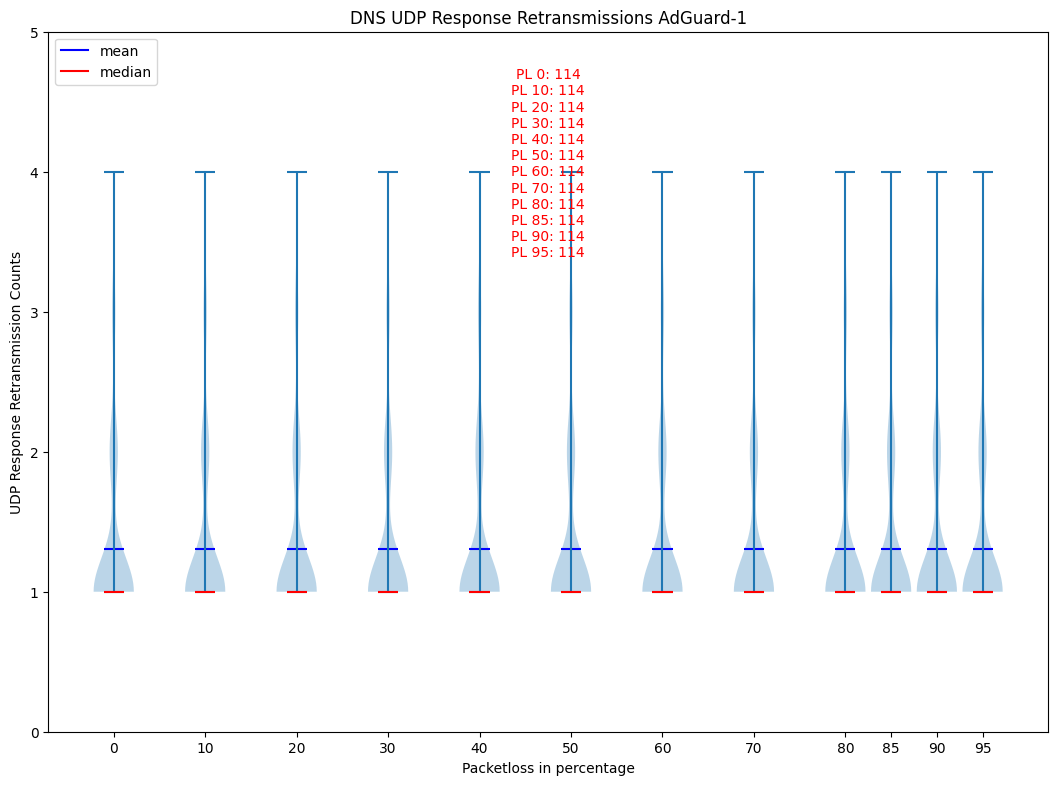 DNS UDP Response Retransmissions AdGuard-1
5
mean
median
PL 0: 114
PL 10: 114
PL 20: 114
PL 30: 114
PL 40: 114
PL 50: 114
PL 60: 114
PL 70: 114
PL 80: 114
PL 85: 114
PL 90: 114
PL 95: 114
4
3
2
1
0
UDP Response Retransmission Counts
0 10 20 30 40 50 60 70 80 85 90 95
Packetloss in percentage